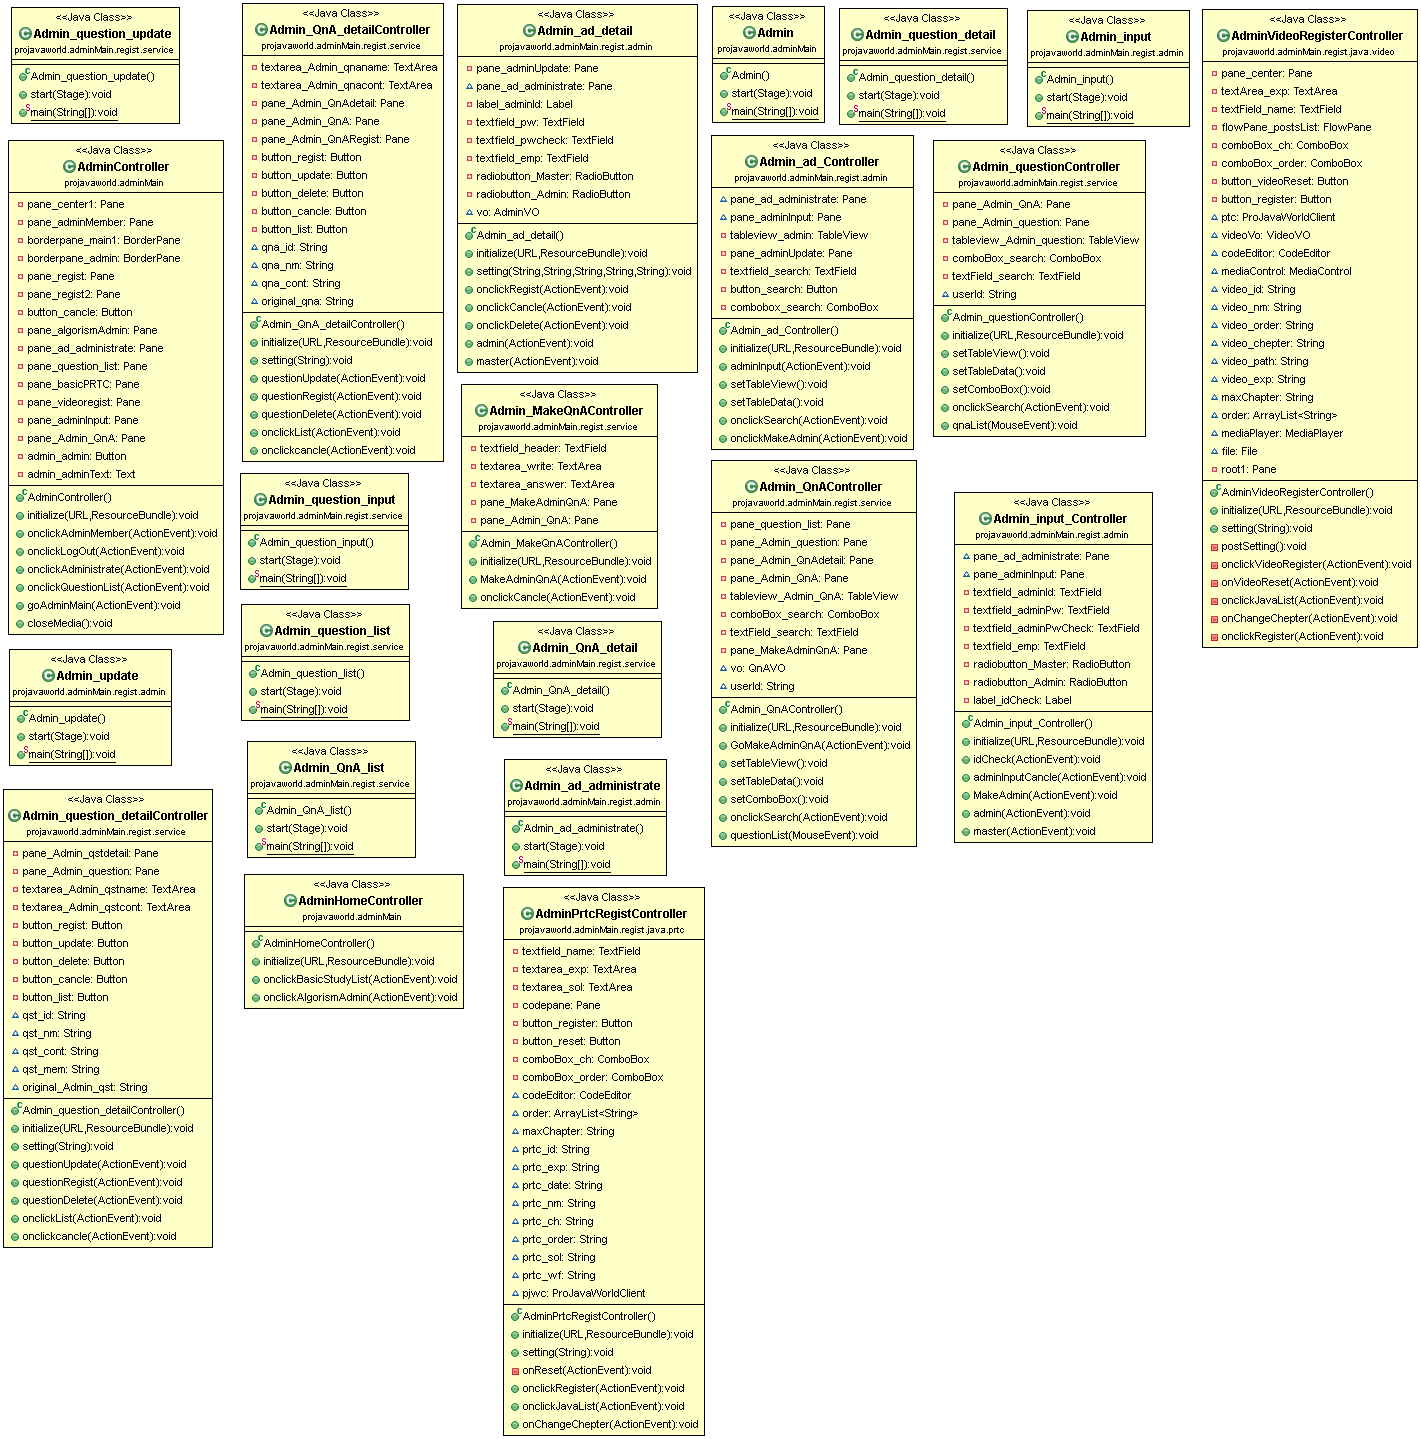 <<Java Class>>
Admin_question_update
projavaworld.adminMain.regist.service
Admin_question_update()
start(Stage):void
main(String[]):void
<<Java Class>>
AdminController
projavaworld.adminMain
pane_center1: Pane
pane_adminMember: Pane
borderpane_main1: BorderPane
borderpane_admin: BorderPane
pane_regist: Pane
pane_regist2: Pane
button_cancle: Button
pane_algorismAdmin: Pane
pane_ad_administrate: Pane
pane_question_list: Pane
pane_basicPRTC: Pane
pane_videoregist: Pane
pane_adminInput: Pane
pane_Admin_QnA: Pane
admin_admin: Button
admin_adminText: Text
AdminController()
initialize(URL,ResourceBundle):void
onclickAdminMember(ActionEvent):void
onclickLogOut(ActionEvent):void
onclickAdministrate(ActionEvent):void
onclickQuestionList(ActionEvent):void
goAdminMain(ActionEvent):void
closeMedia():void
<<Java Class>>
Admin_update
projavaworld.adminMain.regist.admin
Admin_update()
start(Stage):void
main(String[]):void
<<Java Class>>
Admin_question_detailController
projavaworld.adminMain.regist.service
pane_Admin_qstdetail: Pane
pane_Admin_question: Pane
textarea_Admin_qstname: TextArea
textarea_Admin_qstcont: TextArea
button_regist: Button
button_update: Button
button_delete: Button
button_cancle: Button
button_list: Button
qst_id: String
qst_nm: String
qst_cont: String
qst_mem: String
original_Admin_qst: String
Admin_question_detailController()
initialize(URL,ResourceBundle):void
setting(String):void
questionUpdate(ActionEvent):void
questionRegist(ActionEvent):void
questionDelete(ActionEvent):void
onclickList(ActionEvent):void
onclickcancle(ActionEvent):void
<<Java Class>>
Admin_QnA_detailController
projavaworld.adminMain.regist.service
textarea_Admin_qnaname: TextArea
textarea_Admin_qnacont: TextArea
pane_Admin_QnAdetail: Pane
pane_Admin_QnA: Pane
pane_Admin_QnARegist: Pane
button_regist: Button
button_update: Button
button_delete: Button
button_cancle: Button
button_list: Button
qna_id: String
qna_nm: String
qna_cont: String
original_qna: String
Admin_QnA_detailController()
initialize(URL,ResourceBundle):void
setting(String):void
questionUpdate(ActionEvent):void
questionRegist(ActionEvent):void
questionDelete(ActionEvent):void
onclickList(ActionEvent):void
onclickcancle(ActionEvent):void
<<Java Class>>
Admin_question_input
projavaworld.adminMain.regist.service
Admin_question_input()
start(Stage):void
main(String[]):void
<<Java Class>>
Admin_question_list
projavaworld.adminMain.regist.service
Admin_question_list()
start(Stage):void
main(String[]):void
<<Java Class>>
Admin_QnA_list
projavaworld.adminMain.regist.service
Admin_QnA_list()
start(Stage):void
main(String[]):void
<<Java Class>>
AdminHomeController
projavaworld.adminMain
AdminHomeController()
initialize(URL,ResourceBundle):void
onclickBasicStudyList(ActionEvent):void
onclickAlgorismAdmin(ActionEvent):void
<<Java Class>>
Admin_ad_detail
projavaworld.adminMain.regist.admin
pane_adminUpdate: Pane
pane_ad_administrate: Pane
label_adminId: Label
textfield_pw: TextField
textfield_pwcheck: TextField
textfield_emp: TextField
radiobutton_Master: RadioButton
radiobutton_Admin: RadioButton
vo: AdminVO
Admin_ad_detail()
initialize(URL,ResourceBundle):void
setting(String,String,String,String,String):void
onclickRegist(ActionEvent):void
onclickCancle(ActionEvent):void
onclickDelete(ActionEvent):void
admin(ActionEvent):void
master(ActionEvent):void
<<Java Class>>
Admin_MakeQnAController
projavaworld.adminMain.regist.service
textfield_header: TextField
textarea_write: TextArea
textarea_answer: TextArea
pane_MakeAdminQnA: Pane
pane_Admin_QnA: Pane
Admin_MakeQnAController()
initialize(URL,ResourceBundle):void
MakeAdminQnA(ActionEvent):void
onclickCancle(ActionEvent):void
<<Java Class>>
Admin_QnA_detail
projavaworld.adminMain.regist.service
Admin_QnA_detail()
start(Stage):void
main(String[]):void
<<Java Class>>
Admin_ad_administrate
projavaworld.adminMain.regist.admin
Admin_ad_administrate()
start(Stage):void
main(String[]):void
<<Java Class>>
AdminPrtcRegistController
projavaworld.adminMain.regist.java.prtc
textfield_name: TextField
textarea_exp: TextArea
textarea_sol: TextArea
codepane: Pane
button_register: Button
button_reset: Button
comboBox_ch: ComboBox
comboBox_order: ComboBox
codeEditor: CodeEditor
order: ArrayList<String>
maxChapter: String
prtc_id: String
prtc_exp: String
prtc_date: String
prtc_nm: String
prtc_ch: String
prtc_order: String
prtc_sol: String
prtc_wf: String
pjwc: ProJavaWorldClient
AdminPrtcRegistController()
initialize(URL,ResourceBundle):void
setting(String):void
onReset(ActionEvent):void
onclickRegister(ActionEvent):void
onclickJavaList(ActionEvent):void
onChangeChepter(ActionEvent):void
<<Java Class>>
Admin
projavaworld.adminMain
Admin()
start(Stage):void
main(String[]):void
<<Java Class>>
Admin_question_detail
projavaworld.adminMain.regist.service
Admin_question_detail()
start(Stage):void
main(String[]):void
<<Java Class>>
Admin_input
projavaworld.adminMain.regist.admin
Admin_input()
start(Stage):void
main(String[]):void
<<Java Class>>
Admin_ad_Controller
projavaworld.adminMain.regist.admin
pane_ad_administrate: Pane
pane_adminInput: Pane
tableview_admin: TableView
pane_adminUpdate: Pane
textfield_search: TextField
button_search: Button
combobox_search: ComboBox
Admin_ad_Controller()
initialize(URL,ResourceBundle):void
adminInput(ActionEvent):void
setTableView():void
setTableData():void
onclickSearch(ActionEvent):void
onclickMakeAdmin(ActionEvent):void
<<Java Class>>
Admin_questionController
projavaworld.adminMain.regist.service
pane_Admin_QnA: Pane
pane_Admin_question: Pane
tableview_Admin_question: TableView
comboBox_search: ComboBox
textField_search: TextField
userId: String
Admin_questionController()
initialize(URL,ResourceBundle):void
setTableView():void
setTableData():void
setComboBox():void
onclickSearch(ActionEvent):void
qnaList(MouseEvent):void
<<Java Class>>
Admin_QnAController
projavaworld.adminMain.regist.service
pane_question_list: Pane
pane_Admin_question: Pane
pane_Admin_QnAdetail: Pane
pane_Admin_QnA: Pane
tableview_Admin_QnA: TableView
comboBox_search: ComboBox
textField_search: TextField
pane_MakeAdminQnA: Pane
vo: QnAVO
userId: String
Admin_QnAController()
initialize(URL,ResourceBundle):void
GoMakeAdminQnA(ActionEvent):void
setTableView():void
setTableData():void
setComboBox():void
onclickSearch(ActionEvent):void
questionList(MouseEvent):void
<<Java Class>>
Admin_input_Controller
projavaworld.adminMain.regist.admin
pane_ad_administrate: Pane
pane_adminInput: Pane
textfield_adminId: TextField
textfield_adminPw: TextField
textfield_adminPwCheck: TextField
textfield_emp: TextField
radiobutton_Master: RadioButton
radiobutton_Admin: RadioButton
label_idCheck: Label
Admin_input_Controller()
initialize(URL,ResourceBundle):void
idCheck(ActionEvent):void
adminInputCancle(ActionEvent):void
MakeAdmin(ActionEvent):void
admin(ActionEvent):void
master(ActionEvent):void
<<Java Class>>
AdminVideoRegisterController
projavaworld.adminMain.regist.java.video
pane_center: Pane
textArea_exp: TextArea
textField_name: TextField
flowPane_postsList: FlowPane
comboBox_ch: ComboBox
comboBox_order: ComboBox
button_videoReset: Button
button_register: Button
ptc: ProJavaWorldClient
videoVo: VideoVO
codeEditor: CodeEditor
mediaControl: MediaControl
video_id: String
video_nm: String
video_order: String
video_chepter: String
video_path: String
video_exp: String
maxChapter: String
order: ArrayList<String>
mediaPlayer: MediaPlayer
file: File
root1: Pane
AdminVideoRegisterController()
initialize(URL,ResourceBundle):void
setting(String):void
postSetting():void
onclickVideoRegister(ActionEvent):void
onVideoReset(ActionEvent):void
onclickJavaList(ActionEvent):void
onChangeChepter(ActionEvent):void
onclickRegister(ActionEvent):void